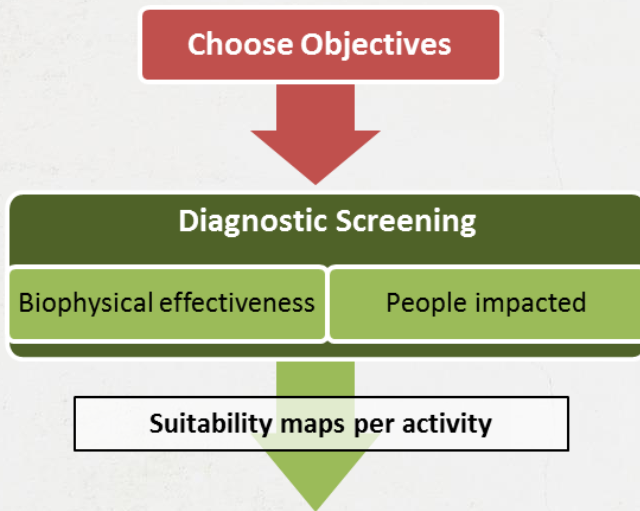 Choose Objectives
Diagnostic Screening
Biophysical effectiveness
People impacted
Suitability maps per activity